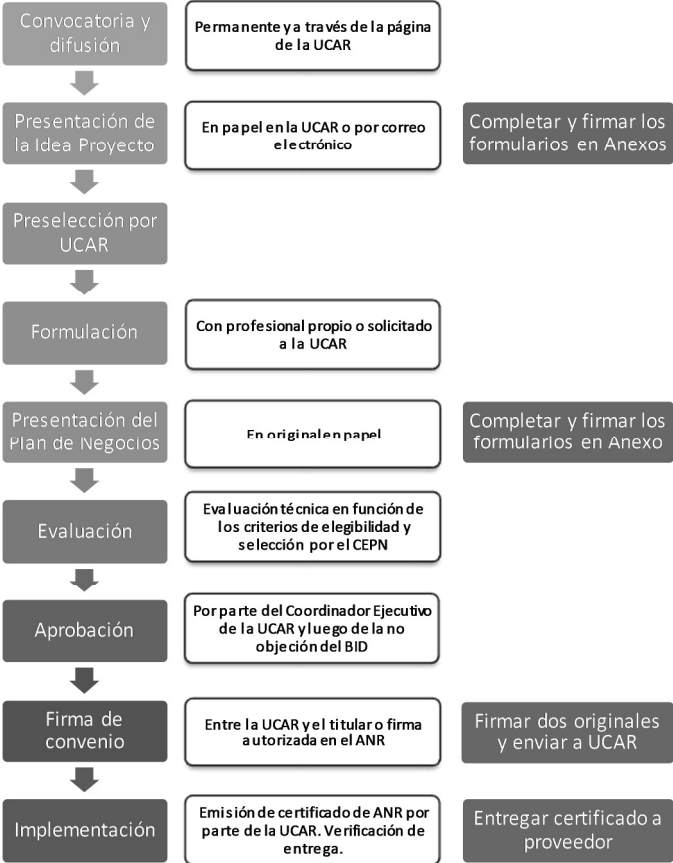 Convocatoria y
difusión
Permanente y a través de la página
de la UCAR
Presentación de
la Idea Proyecto
En papel en la UCAR o por correo
electrónico
Completar y firmar los
formularios en Anexos
Preselección por
UCAR
Formulación
Con profesional propio o solicitado
a la UCAR
Presentación del
Plan de Negocios
En original en papel
Completar y firmar los
formularios en Anexo
Evaluación
Evaluación técnica en función de
los criterios de elegibilidad y
selección por el CEPN
Aprobación
Por parte del Coordinador Ejecutivo
de la UCAR y luego de la no
objeción del BID
Firma de
convenio
Entre la UCAR y el titular o firma
autorizada en el ANR
Firmar dos originales
y enviar a UCAR
Implementación
Emisión de certificado de ANR por
parte de la UCAR. Verificación de
entrega.
Entregar certificado a
proveedor